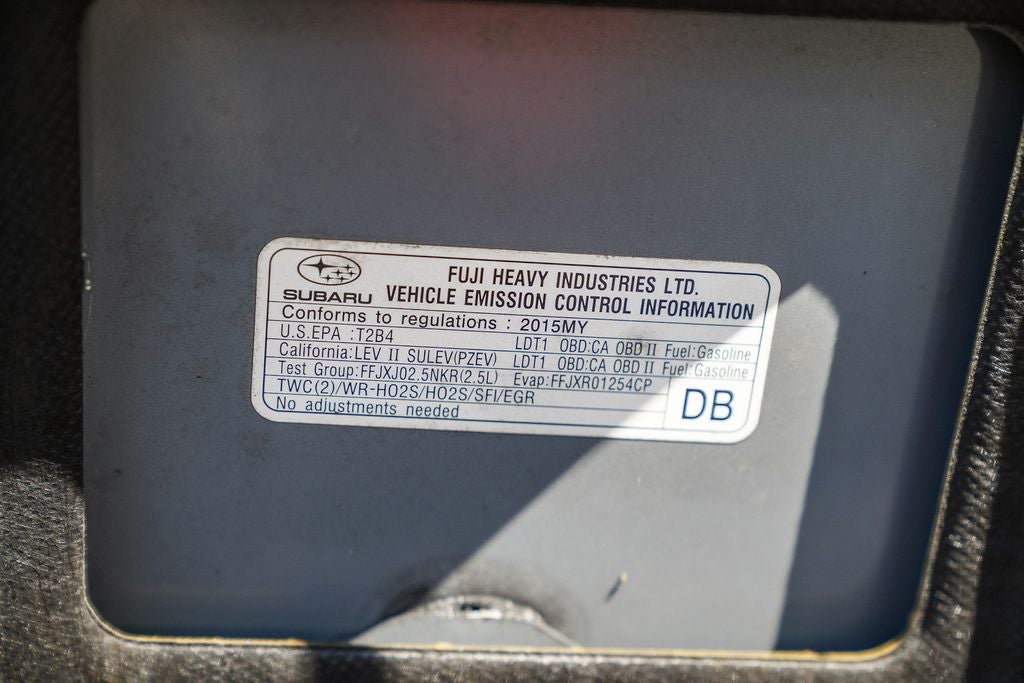 FUJI HEAVY INDUSTRIES LTD.
SUBARU VEHICLE EMISSION CONTROL INFORMATION
Conforms to regulations : 2015MY
U.S.EPA :T2B4 LDT1 OBD:CA OBD II Fuel:Gasoline
California:LEV II SULEV(PZEV) LDT1 OBD:CA OBD II Fuel:Gasoline
Test Group:FFJXJ02.5NKR(2.5L) Evap:FFJXR01254CP
TWC(2)/WR-HO2S/HO2S/SFI/EGR
No adjustments needed
DB